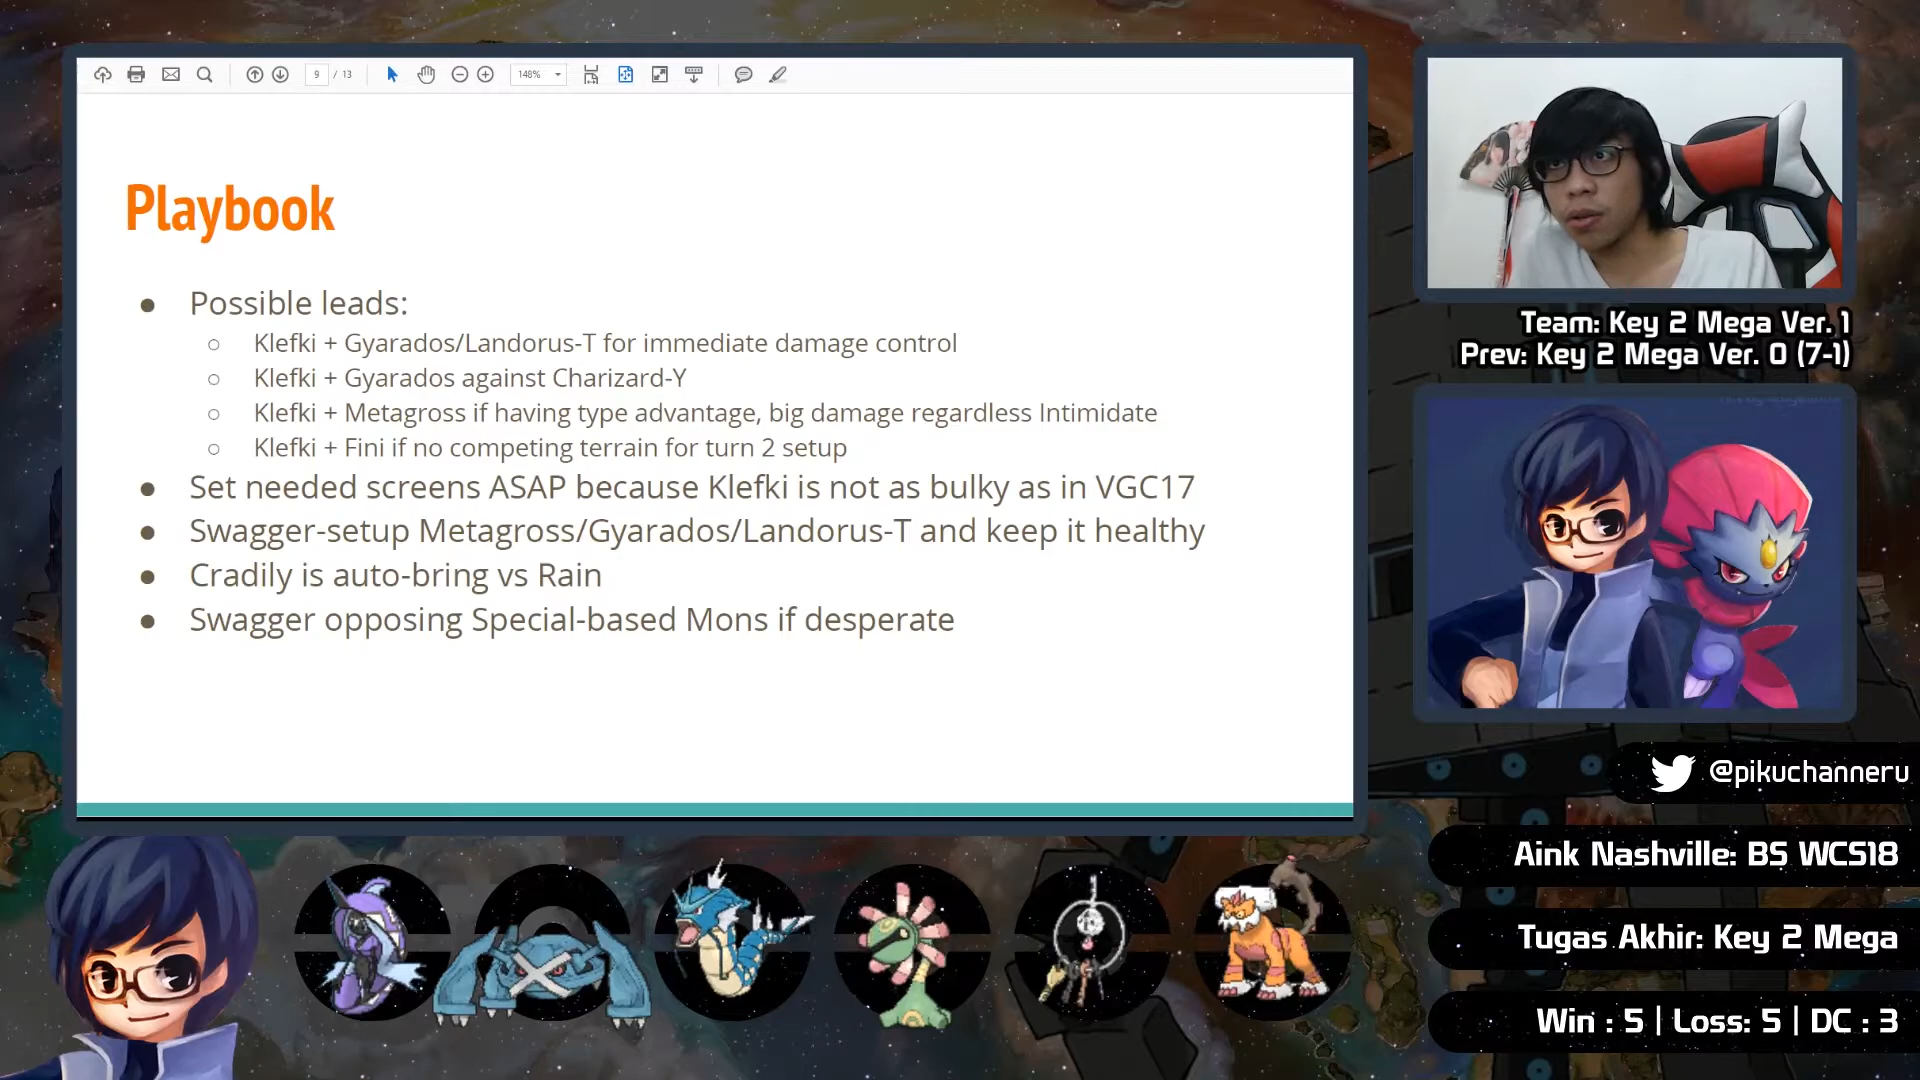 9 / 13
148%
Playbook
● Possible leads:
○ Klefki + Gyarados/Landorus-T for immediate damage control
○ Klefki + Gyarados against Charizard-Y
○ Klefki + Metagross if having type advantage, big damage regardless Intimidate
○ Klefki + Fini if no competing terrain for turn 2 setup
● Set needed screens ASAP because Klefki is not as bulky as in VGC17
● Swagger-setup Metagross/Gyarados/Landorus-T and keep it healthy
● Cradily is auto-bring vs Rain
● Swagger opposing Special-based Mons if desperate
Team: Key 2 Mega Ver. 1
Prev: Key 2 Mega Ver. 0 (7-1)
@pikuchanneru
Aink Nashville: BS WCS18
Tugas Akhir: Key 2 Mega
Win : 5 | Loss: 5 | DC : 3